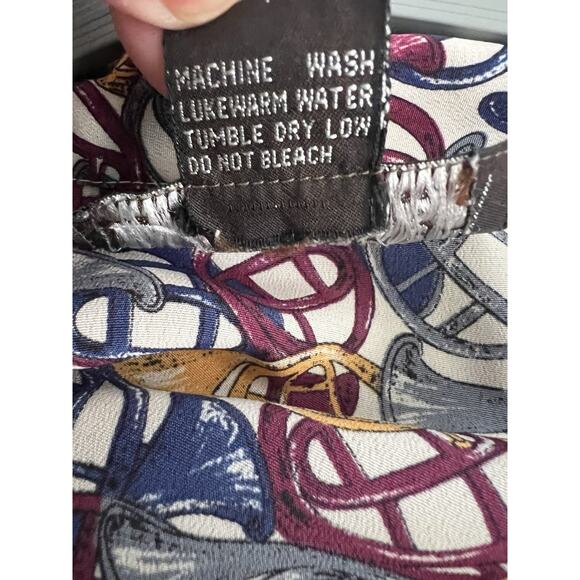 MACHINE WASH
LUKEWARM WATER
TUMBLE DRY LOW
DO NOT BLEACH